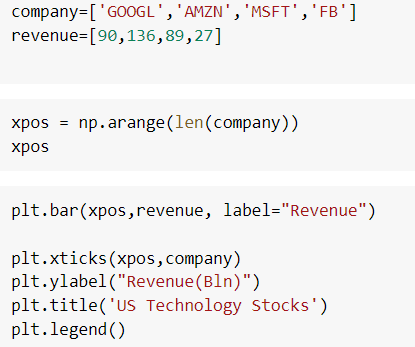 company=['GOOGL','AMZN','MSFT','FB']
revenue=[90,136,89,27]
xpos = np.arange(len(company))
xpos
plt.bar(xpos,revenue, label="Revenue")
plt.xticks(xpos,company)
plt.ylabel("Revenue(Bln)")
plt.title('US Technology Stocks')
plt.legend()